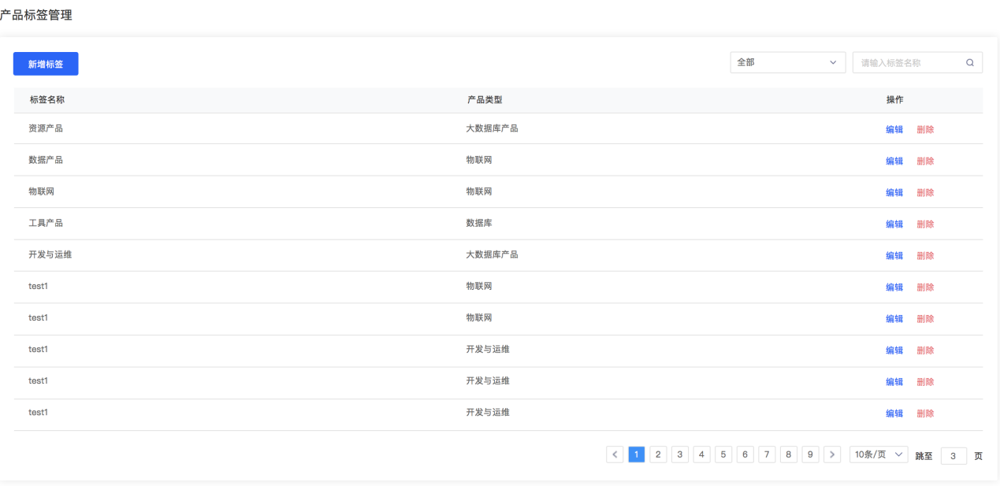 产品标签管理
新增标签 全部 请输入标签名称
标签名称 产品类型 操作
资源产品 大数据库产品 编辑 删除
数据产品 物联网 编辑 删除
物联网 物联网 编辑 删除
工具产品 数据库 编辑 删除
开发与运维 大数据库产品 编辑 删除
test1 物联网 编辑 删除
test1 物联网 编辑 删除
test1 开发与运维 编辑 删除
test1 开发与运维 编辑 删除
test1 开发与运维 编辑 删除
1 2 3 4 5 6 7 8 9 10条/页 跳至 3 页